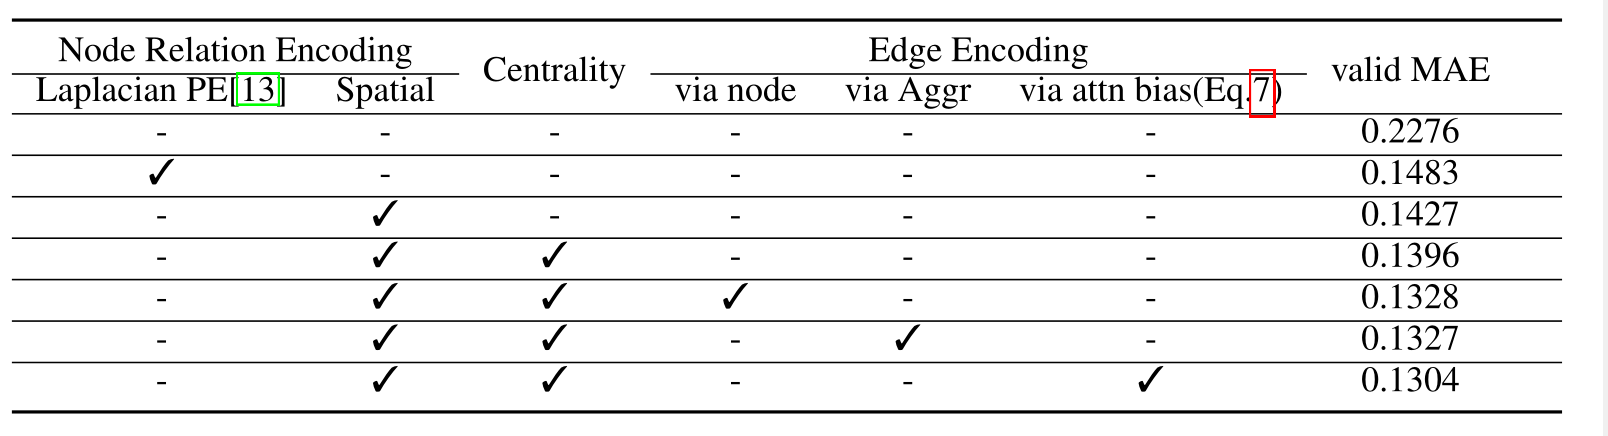 Node Relation Encoding Centrality Edge Encoding valid MAE
Laplacian PE[13] Spatial via node via Aggr via attn bias(Eq.7)
- - - - - - 0.2276
✓ - - - - - 0.1483
- ✓ - - - - 0.1427
- ✓ ✓ - - - 0.1396
- ✓ ✓ ✓ - - 0.1328
- ✓ ✓ - ✓ - 0.1327
- ✓ ✓ - - ✓ 0.1304